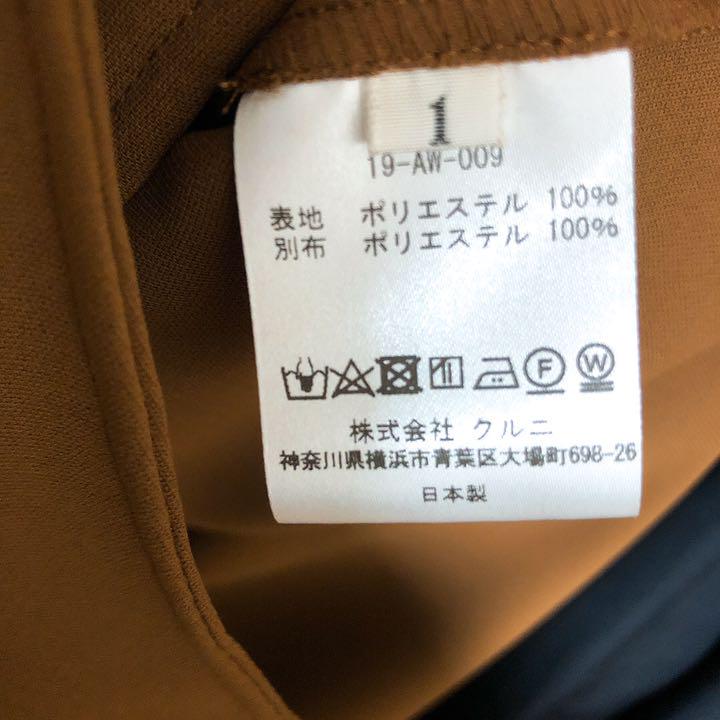 1
19-AW-009
表地 ポリエステル 100%
別布 ポリエステル 100%
F W
株式会社 クルニ
神奈川県横浜市青葉区大場町698-26
日本製